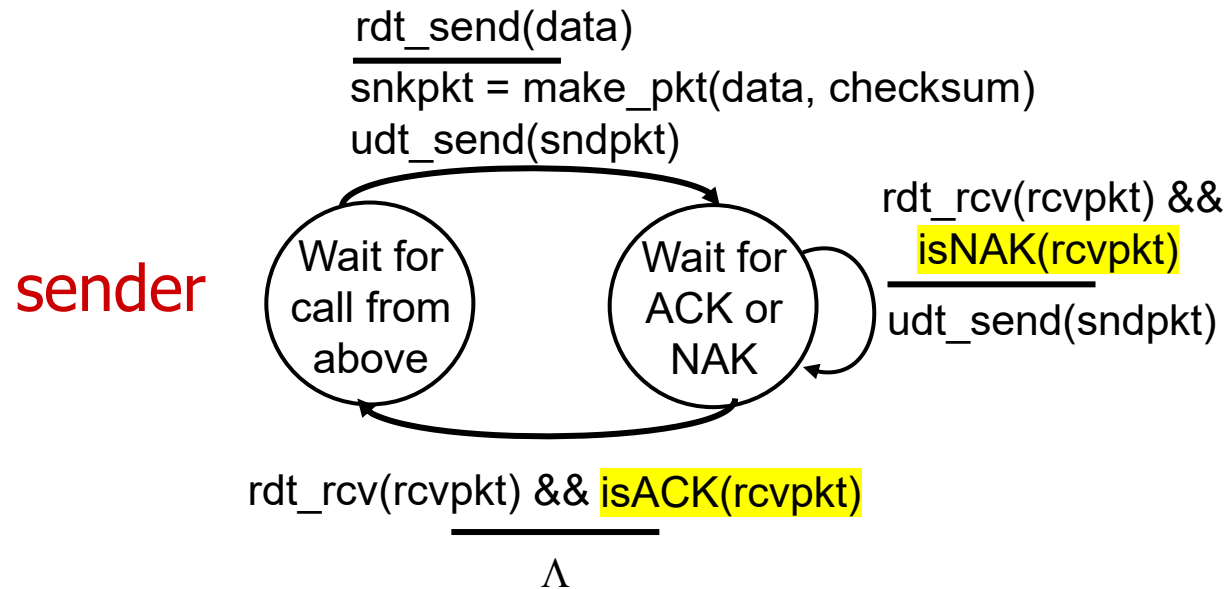 rdt_send(data)
snkpkt = make_pkt(data, checksum)
udt_send(sndpkt)
rdt_rcv(rcvpkt) &&
isNAK(rcvpkt)
udt_send(sndpkt)
sender
Wait for
call from
above
Wait for
ACK or
NAK
rdt_rcv(rcvpkt) && isACK(rcvpkt)
Λ